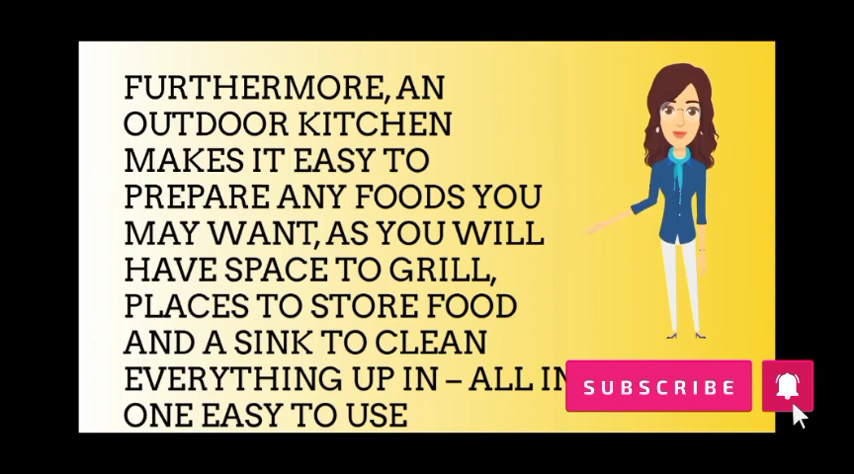 FURTHERMORE, AN
OUTDOOR KITCHEN
MAKES IT EASY TO
PREPARE ANY FOODS YOU
MAY WANT, AS YOU WILL
HAVE SPACE TO GRILL,
PLACES TO STORE FOOD
AND A SINK TO CLEAN
EVERYTHING UP IN – ALL IN
ONE EASY TO USE
SUBSCRIBE